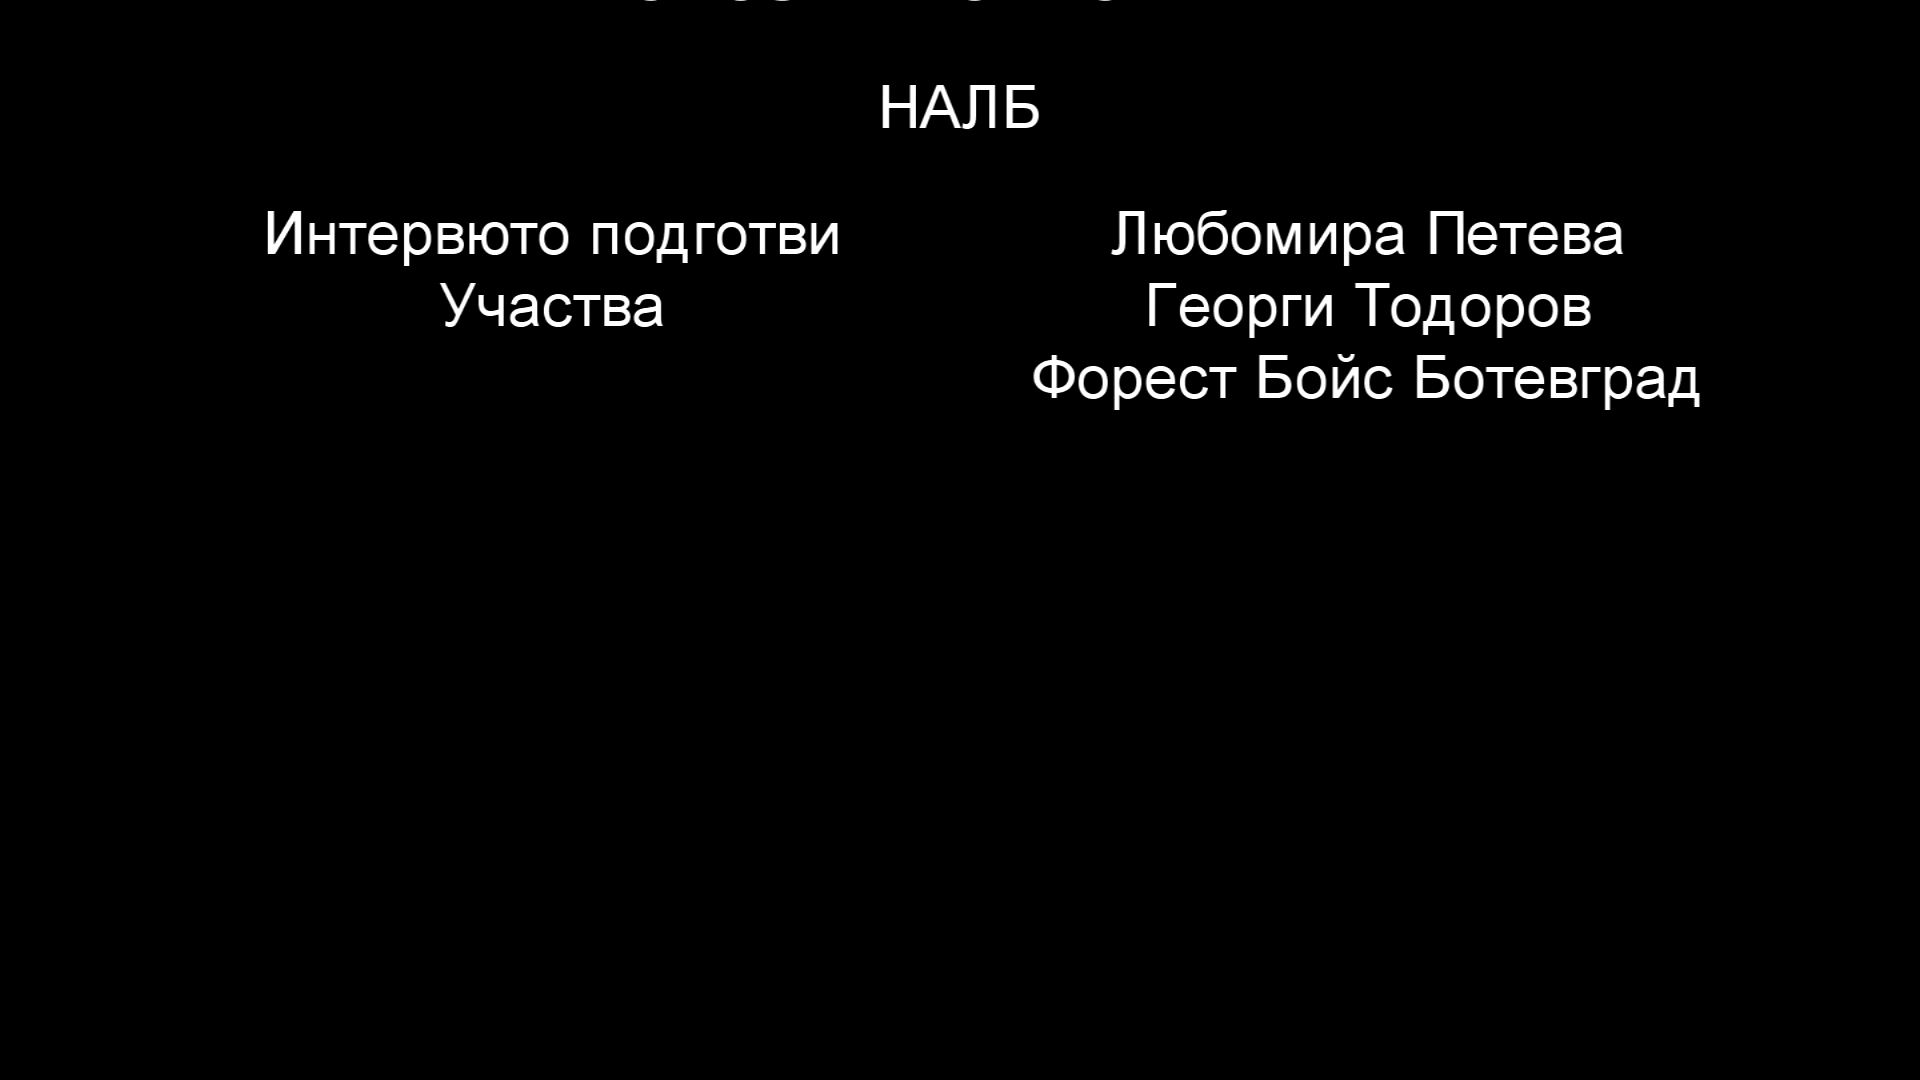 НАЛБ
Интервюто подготви Любомира Петева
Участва Георги Тодоров
Форест Бойс Ботевград